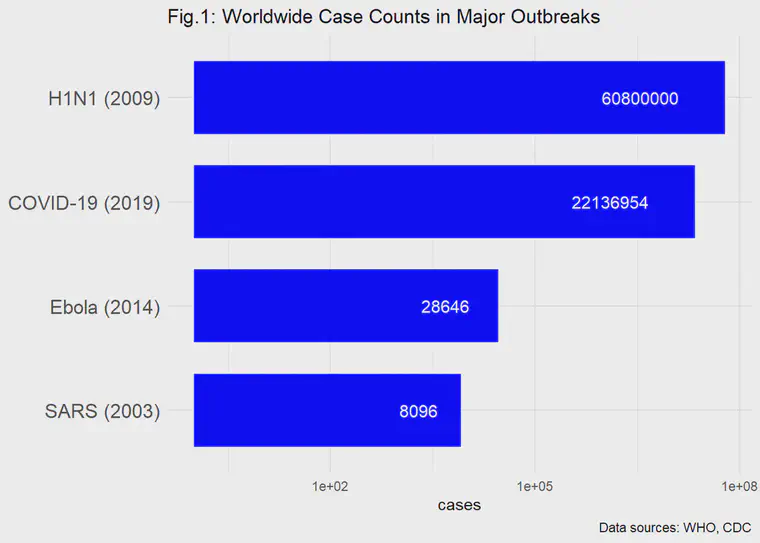 Fig.1: Worldwide Case Counts in Major Outbreaks
H1N1 (2009)
60800000
COVID-19 (2019)
22136954
Ebola (2014)
28646
SARS (2003)
8096
1e+02
1e+05
1e+08
cases
Data sources: WHO, CDC